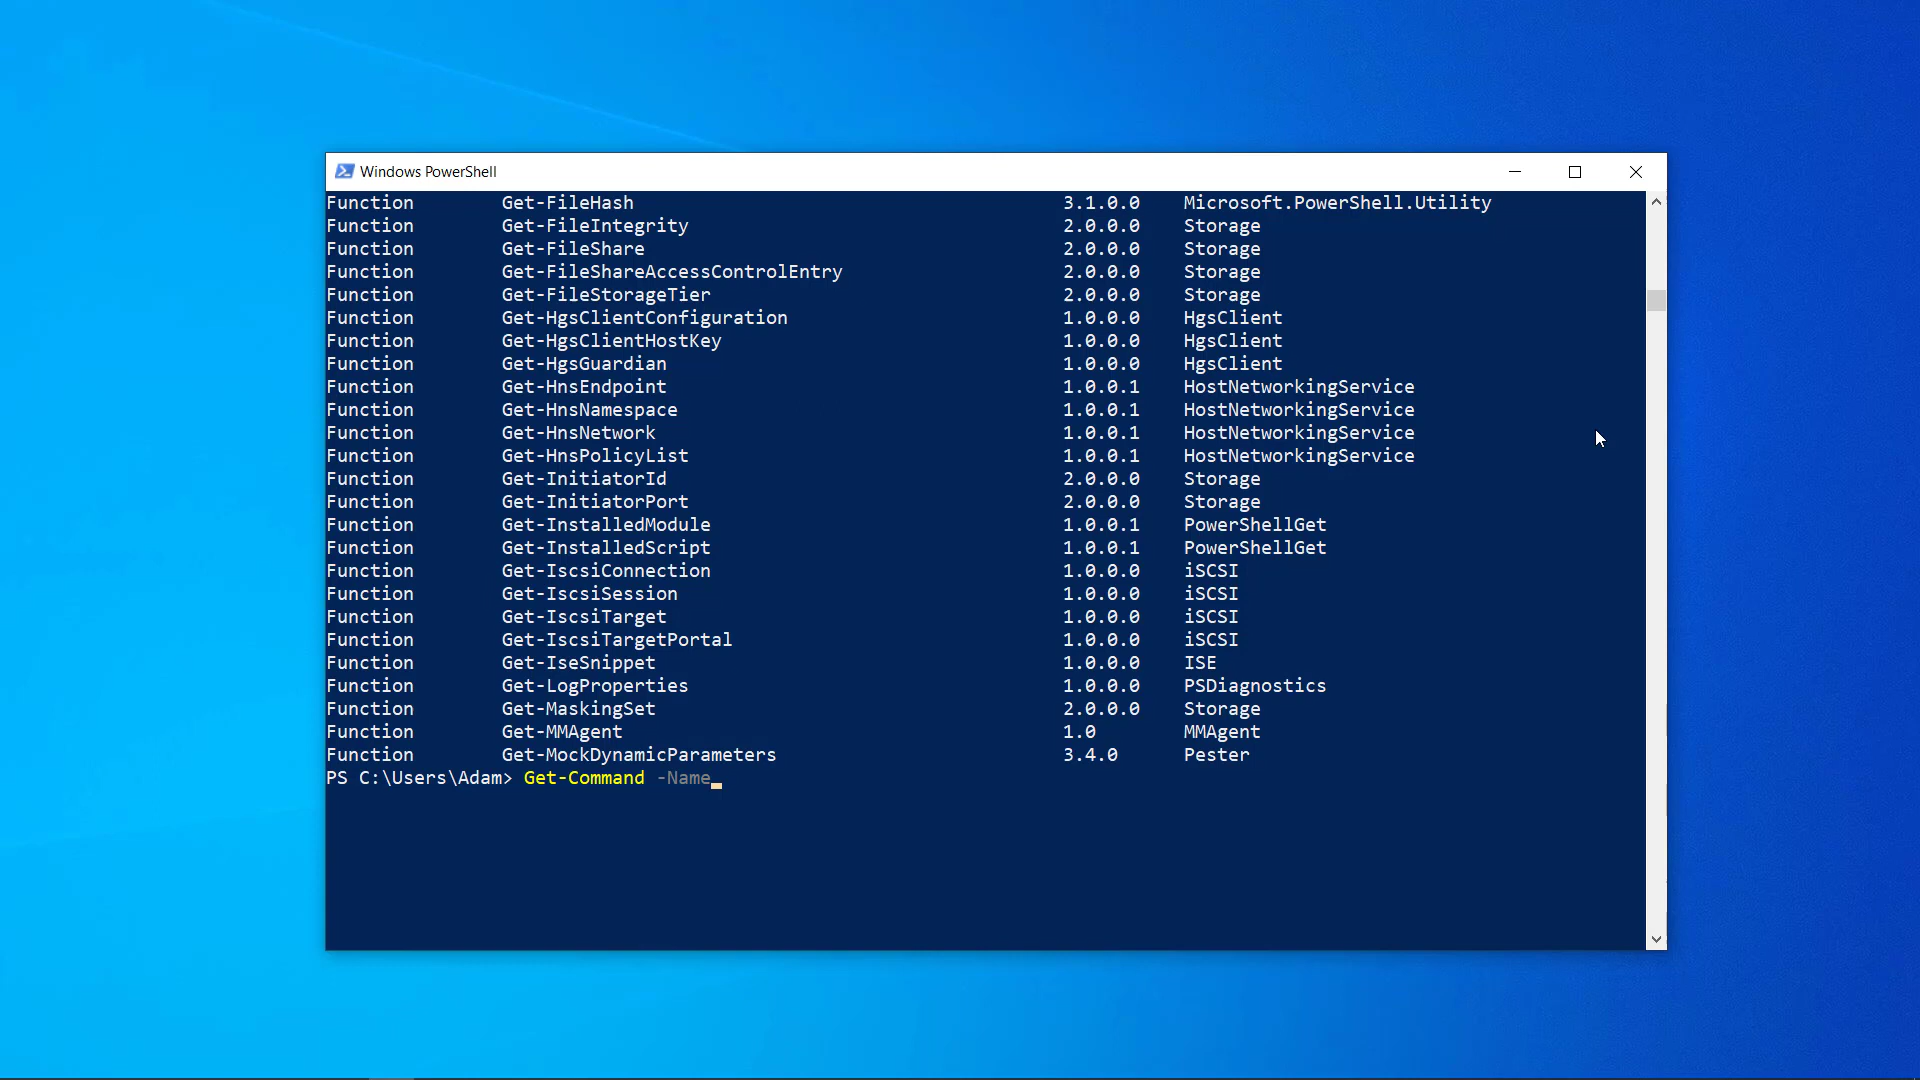 Windows PowerShell
Function Get-FileHash 3.1.0.0 Microsoft.PowerShell.Utility
Function Get-FileIntegrity 2.0.0.0 Storage
Function Get-FileShare 2.0.0.0 Storage
Function Get-FileShareAccessControlEntry 2.0.0.0 Storage
Function Get-FileStorageTier 2.0.0.0 Storage
Function Get-HgsClientConfiguration 1.0.0.0 HgsClient
Function Get-HgsClientHostKey 1.0.0.0 HgsClient
Function Get-HgsGuardian 1.0.0.0 HgsClient
Function Get-HnsEndpoint 1.0.0.1 HostNetworkingService
Function Get-HnsNamespace 1.0.0.1 HostNetworkingService
Function Get-HnsNetwork 1.0.0.1 HostNetworkingService
Function Get-HnsPolicyList 1.0.0.1 HostNetworkingService
Function Get-InitiatorId 2.0.0.0 Storage
Function Get-InitiatorPort 2.0.0.0 Storage
Function Get-InstalledModule 1.0.0.1 PowerShellGet
Function Get-InstalledScript 1.0.0.1 PowerShellGet
Function Get-IscsiConnection 1.0.0.0 iSCSI
Function Get-IscsiSession 1.0.0.0 iSCSI
Function Get-IscsiTarget 1.0.0.0 iSCSI
Function Get-IscsiTargetPortal 1.0.0.0 iSCSI
Function Get-IseSnippet 1.0.0.0 ISE
Function Get-LogProperties 1.0.0.0 PSDiagnostics
Function Get-MaskingSet 2.0.0.0 Storage
Function Get-MMAgent 1.0 MMAgent
Function Get-MockDynamicParameters 3.4.0 Pester
PS C:\Users\Adam> Get-Command -Name